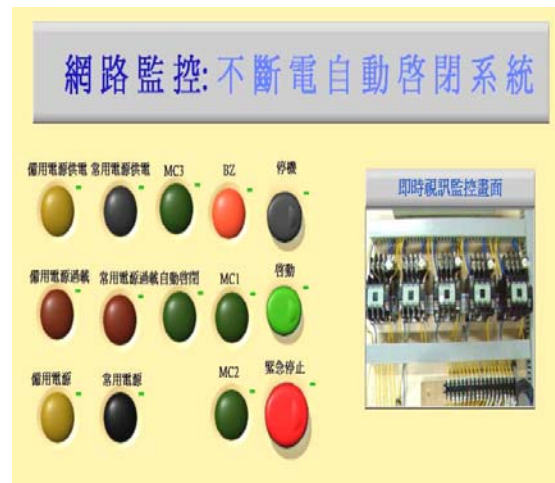 網路監控:不斷電自動啓閉系統
備用電源供電 常用電源供電 MC3 BZ 停機
即時視訊監控畫面
備用電源過載 常用電源過載 自動啓閉 MC1 啓動
備用電源 常用電源 MC2 緊急停止